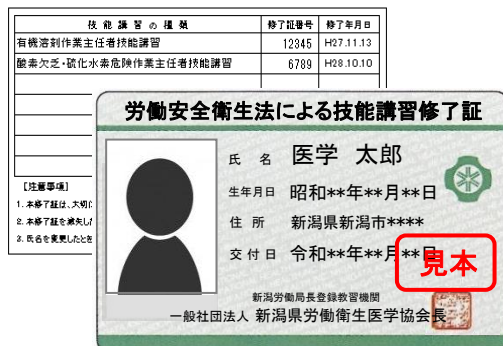 技能講習の種類 修了証番号 修了年月日
有機溶剤作業主任者技能講習 12345 H27.11.13
酸素欠乏・硫化水素危険作業主任者技能講習 6789 H28.10.10
【注意事項】
1. 本修了証は、大切に
2. 本修了証を滅失し
3. 氏名を変更したと
労働安全衛生法による技能講習修了証
氏名 医学 太郎
生年月日 昭和**年**月**日
住所 新潟県新潟市****
交付日 令和**年**月**日
見本
新潟労働局長登録教習機関
一般社団法人 新潟県労働衛生医学協会長